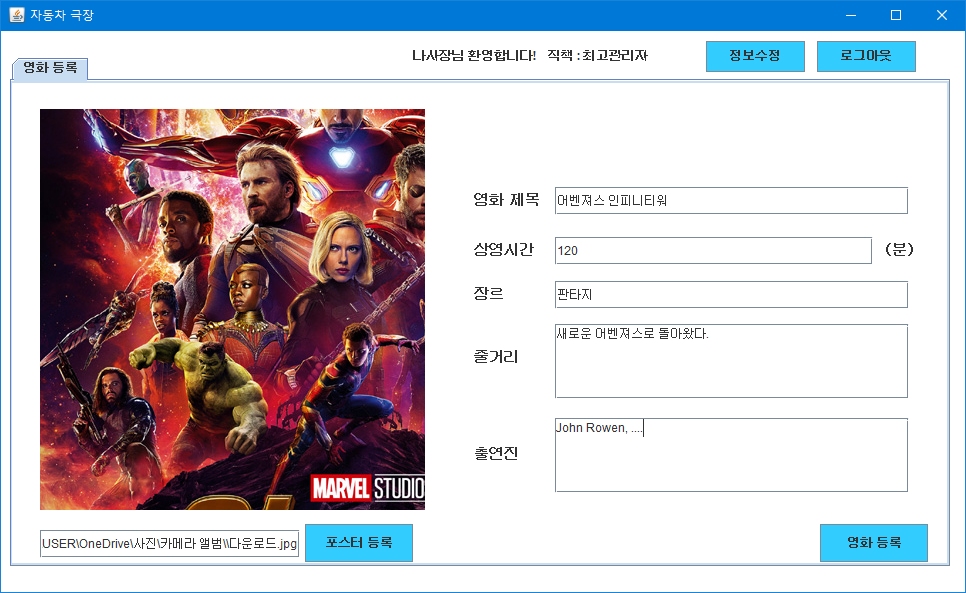 자동차 극장
나사장님 환영합니다! 직책 : 최고관리자
정보수정
로그아웃
영화 등록
영화 제목
어벤져스 인피니티워
상영시간
120
(분)
장르
판타지
줄거리
새로운 어벤져스로 돌아왔다.
출연진
John Rowen, ....
MARVEL STUDIO
USER\OneDrive\사진\카메라 앨범\\다운로드.jpg
포스터 등록
영화 등록